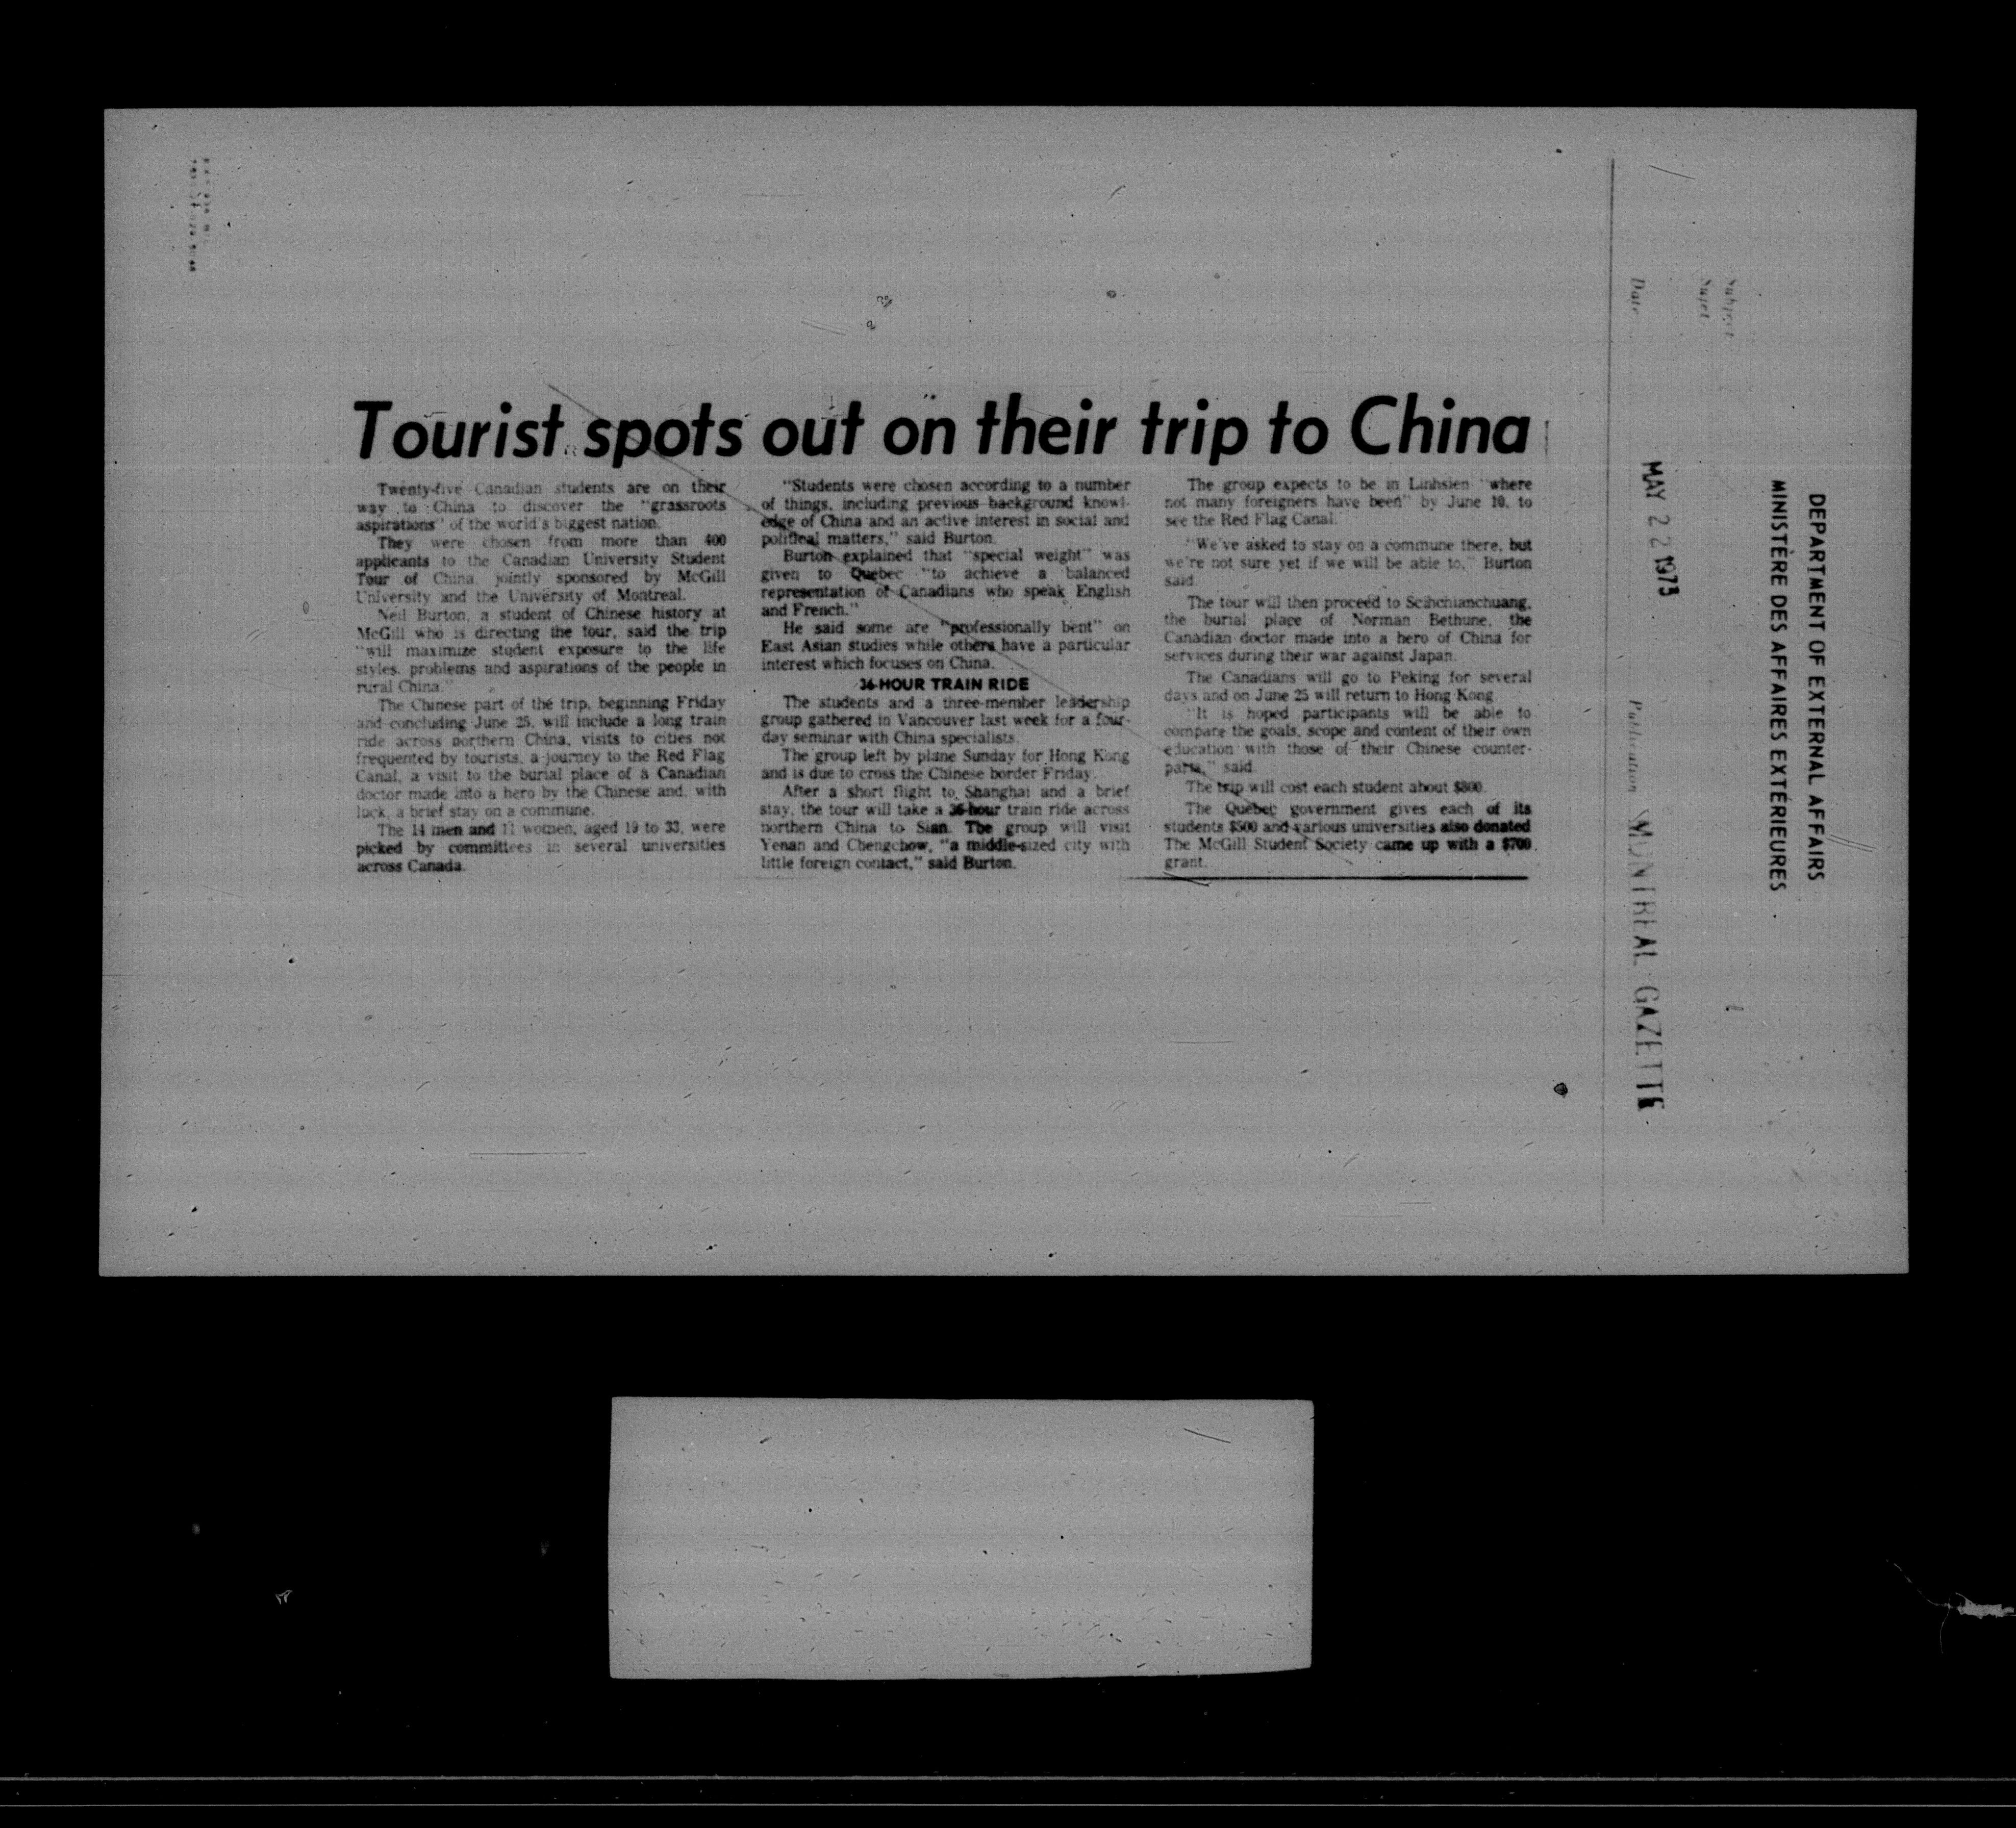 Tourist spots out on their trip to China
Twenty-five Canadian students are on their
way to China to discover the "grassroots
aspirations" of the world's biggest nation.
They were chosen from more than 400
applicants to the Canadian University Student
Tour of China, jointly sponsored by McGill
University and the University of Montreal.
Neil Burton, a student of Chinese history at
McGill who is directing the tour, said the trip
"will maximize student exposure to the life
styles, problems and aspirations of the people in
rural China."
The Chinese part of the trip, beginning Friday
and concluding June 25, will include a long train
ride across northern China, visits to cities not
frequented by tourists, a journey to the Red Flag
Canal, a visit to the burial place of a Canadian
doctor made into a hero by the Chinese and, with
luck, a brief stay on a commune.
The 14 men and 11 women, aged 19 to 33, were
picked by committees in several universities
across Canada.
"Students were chosen according to a number
of things, including previous background knowl-
edge of China and an active interest in social and
political matters," said Burton.
Burton explained that "special weight" was
given to Quebec "to achieve a balanced
representation of Canadians who speak English
and French."
He said some are "professionally bent" on
East Asian studies while others have a particular
interest which focuses on China.
36-HOUR TRAIN RIDE
The students and a three-member leadership
group gathered in Vancouver last week for a four-
day seminar with China specialists.
The group left by plane Sunday for Hong Kong
and is due to cross the Chinese border Friday.
After a short flight to Shanghai and a brief
stay, the tour will take a 36-hour train ride across
northern China to Sian. The group will visit
Yenan and Chengchow, "a middle-sized city with
little foreign contact," said Burton.
The group expects to be in Linhsien "where
not many foreigners have been" by June 10, to
see the Red Flag Canal.
"We've asked to stay on a commune there, but
we're not sure yet if we will be able to," Burton
said.
The tour will then proceed to Scihchianchuang,
the burial place of Norman Bethune, the
Canadian doctor made into a hero of China for
services during their war against Japan.
The Canadians will go to Peking for several
days and on June 25 will return to Hong Kong.
"It is hoped participants will be able to
compare the goals, scope and content of their own
education with those of their Chinese counter-
parts," said.
The trip will cost each student about $800.
The Quebec government gives each of its
students $500 and various universities also donated
The McGill Student Society came up with a $700
grant.
DEPARTMENT OF EXTERNAL AFFAIRS
MINISTÈRE DES AFFAIRES EXTÉRIEURES
Subject
Sujet
Date MAY 22 1973 Publication MONTREAL GAZETTE